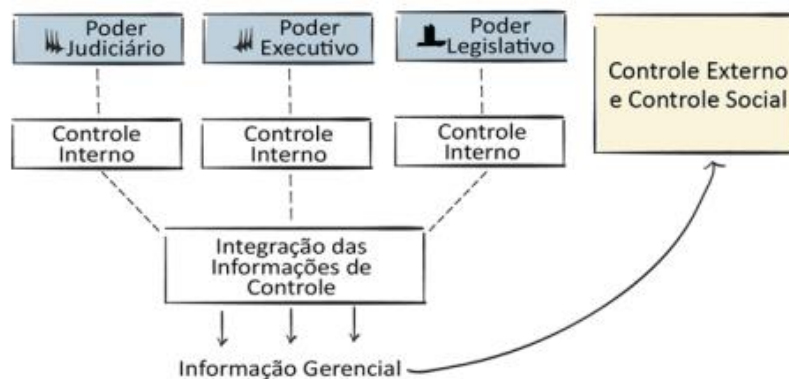 Poder
Judiciário
Poder
Executivo
Poder
Legislativo
Controle Externo
e Controle Social
Controle
Interno
Controle
Interno
Controle
Interno
Integração das
Informações de
Controle
Informação Gerencial